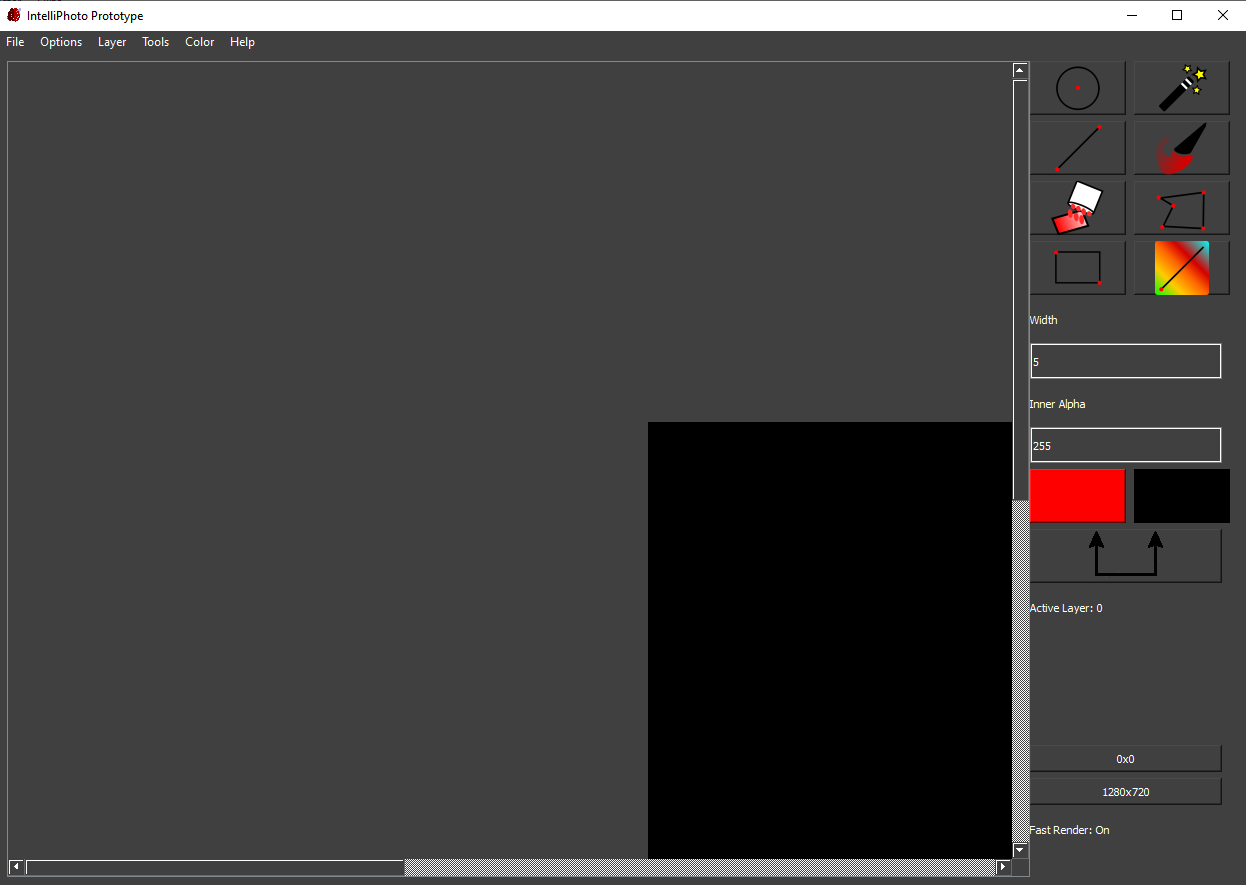 IntelliPhoto Prototype
File Options Layer Tools Color Help
Width
5
Inner Alpha
255
Active Layer: 0
0x0
1280x720
Fast Render: On